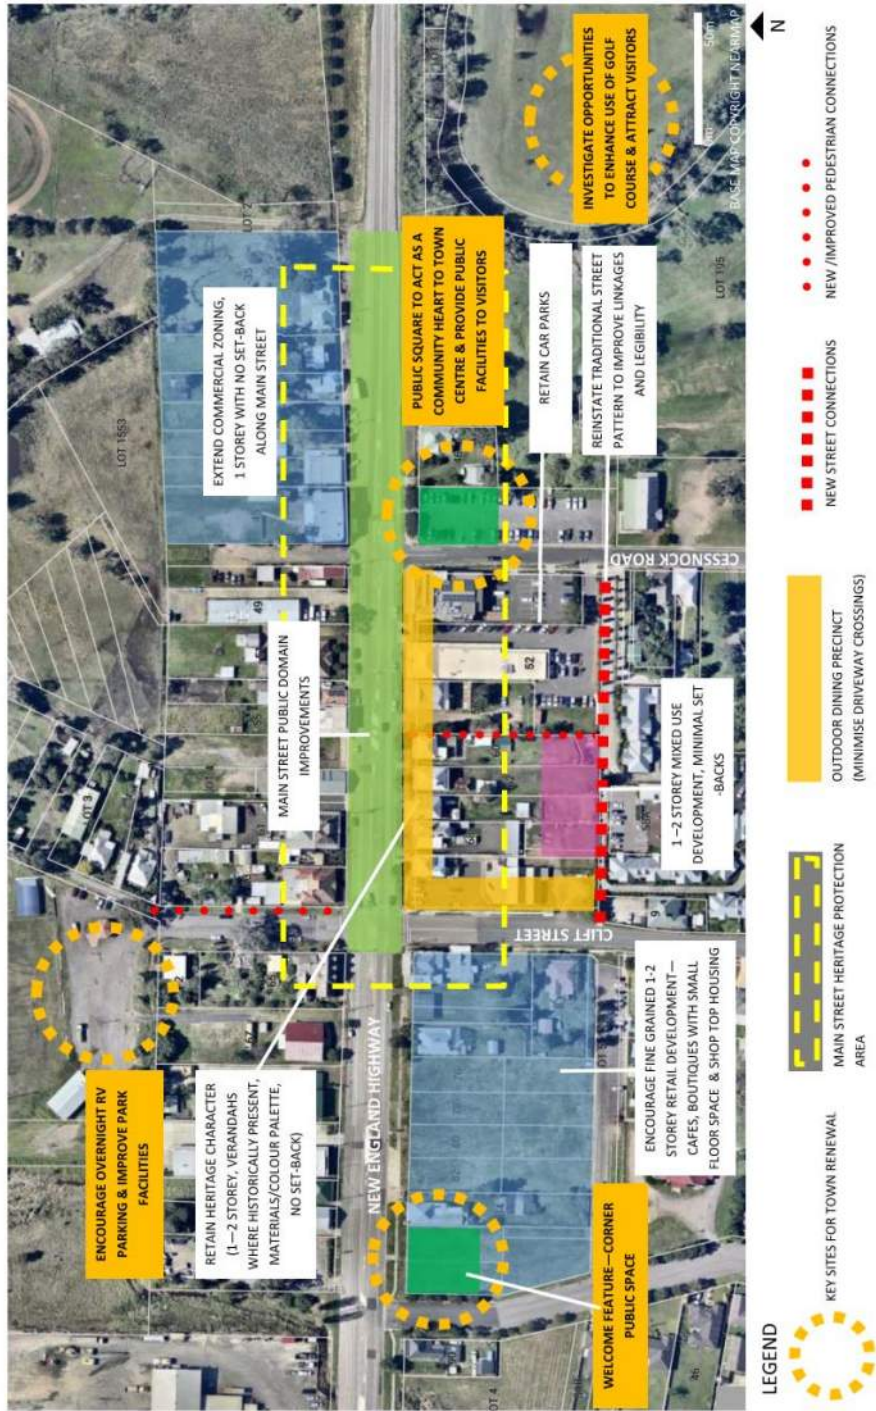 ENCOURAGE OVERNIGHT RV
PARKING & IMPROVE PARK
FACILITIES
RETAIN HERITAGE CHARACTER
(1—2 STOREY, VERANDAHS
WHERE HISTORICALLY PRESENT,
MATERIALS/COLOUR PALETTE,
NO SET-BACK)
NEW ENGLAND HIGHWAY
WELCOME FEATURE—CORNER
PUBLIC SPACE
ENCOURAGE FINE GRAINED 1-2
STOREY RETAIL DEVELOPMENT—
CAFES, BOUTIQUES WITH SMALL
FLOOR SPACE & SHOP TOP HOUSING
CLIFT STREET
LOT 3
LOT 4
46
9
MAIN STREET PUBLIC DOMAIN
IMPROVEMENTS
49
52
1—2 STOREY MIXED USE
DEVELOPMENT, MINIMAL SET
-BACKS
CESSNOCK ROAD
LOT 1553
EXTEND COMMERCIAL ZONING,
1 STOREY WITH NO SET-BACK
ALONG MAIN STREET
PUBLIC SQUARE TO ACT AS A
COMMUNITY HEART TO TOWN
CENTRE & PROVIDE PUBLIC
FACILITIES TO VISITORS
RETAIN CAR PARKS
REINSTATE TRADITIONAL STREET
PATTERN TO IMPROVE LINKAGES
AND LEGIBILITY
LOT 195
INVESTIGATE OPPORTUNITIES
TO ENHANCE USE OF GOLF
COURSE & ATTRACT VISITORS
50m
BASE MAP COPYRIGHT NEARMAP
N
LEGEND
KEY SITES FOR TOWN RENEWAL
MAIN STREET HERITAGE PROTECTION
AREA
OUTDOOR DINING PRECINCT
(MINIMISE DRIVEWAY CROSSINGS)
NEW STREET CONNECTIONS
NEW /IMPROVED PEDESTRIAN CONNECTIONS